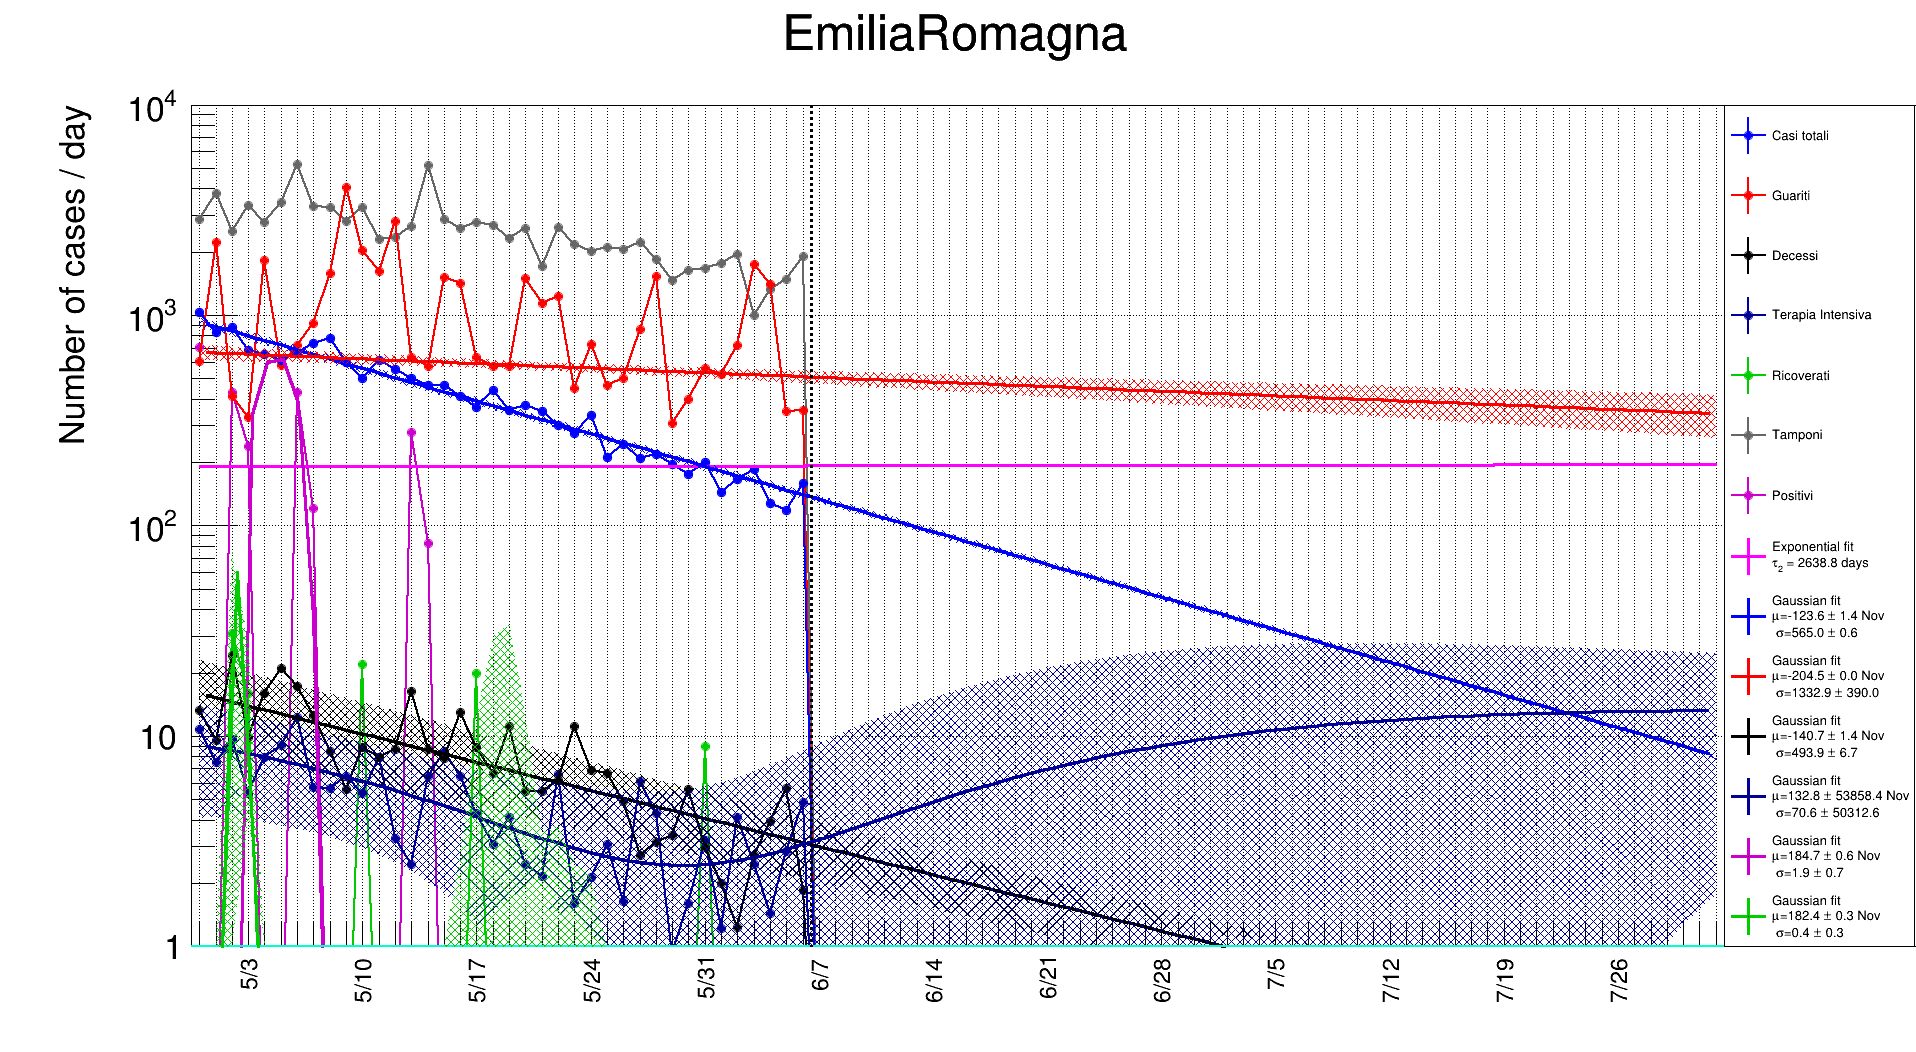 EmiliaRomagna
Number of cases / day
10⁴
10³
10²
10
1
5/3
5/10
5/17
5/24
5/31
6/7
6/14
6/21
6/28
7/5
7/12
7/19
7/26
Casi totali
Guariti
Decessi
Terapia Intensiva
Ricoverati
Tamponi
Positivi
Exponential fit
τ₂ = 2638.8 days
Gaussian fit
μ=-123.6 ± 1.4 Nov
σ=565.0 ± 0.6
Gaussian fit
μ=-204.5 ± 0.0 Nov
σ=1332.9 ± 390.0
Gaussian fit
μ=-140.7 ± 1.4 Nov
σ=493.9 ± 6.7
Gaussian fit
μ=132.8 ± 53858.4 Nov
σ=70.6 ± 50312.6
Gaussian fit
μ=184.7 ± 0.6 Nov
σ=1.9 ± 0.7
Gaussian fit
μ=182.4 ± 0.3 Nov
σ=0.4 ± 0.3